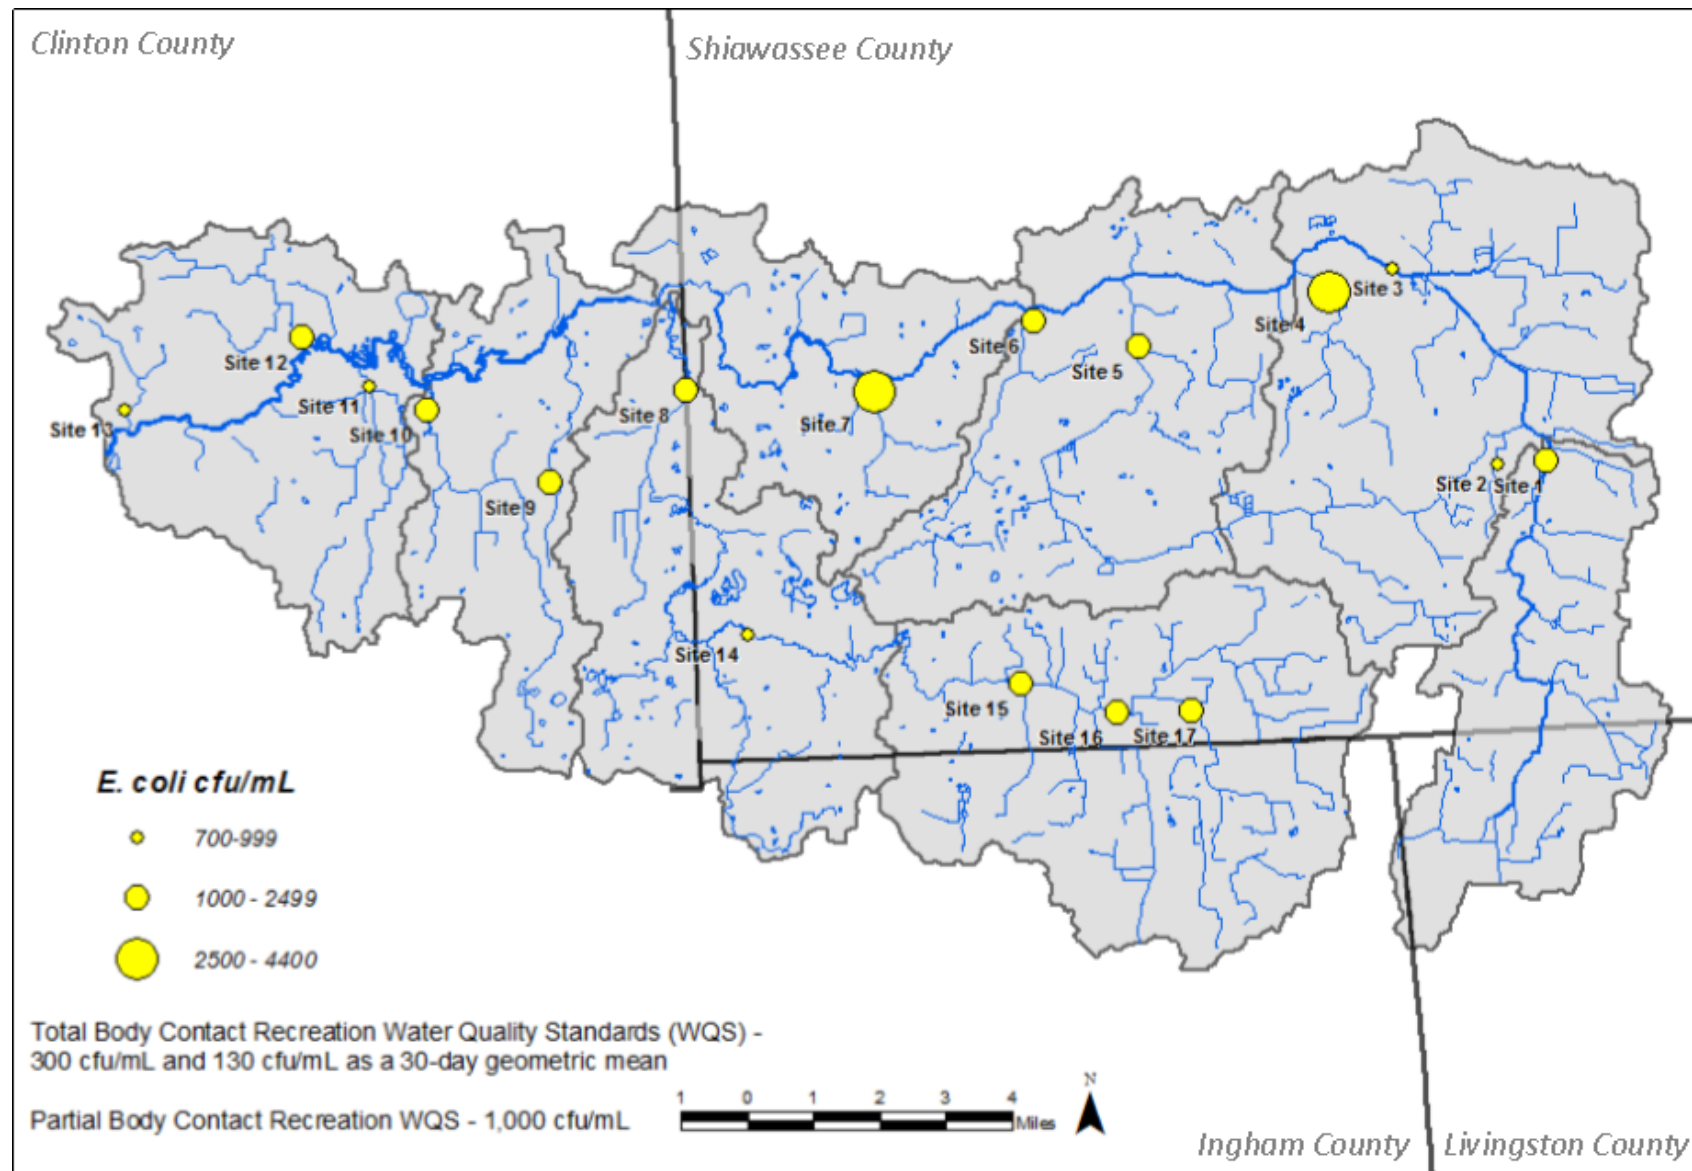 Clinton County
Shiawassee County
Site 3
Site 4
Site 6
Site 5
Site 12
Site 11
Site 13
Site 10
Site 8
Site 7
Site 9
Site 2
Site 1
Site 14
Site 15
Site 16
Site 17
E. coli cfu/mL
700-999
1000 - 2499
2500 - 4400
Total Body Contact Recreation Water Quality Standards (WQS) -
300 cfu/mL and 130 cfu/mL as a 30-day geometric mean
Partial Body Contact Recreation WQS - 1,000 cfu/mL
1 0 1 2 3 4
Miles
N
Ingham County
Livingston County